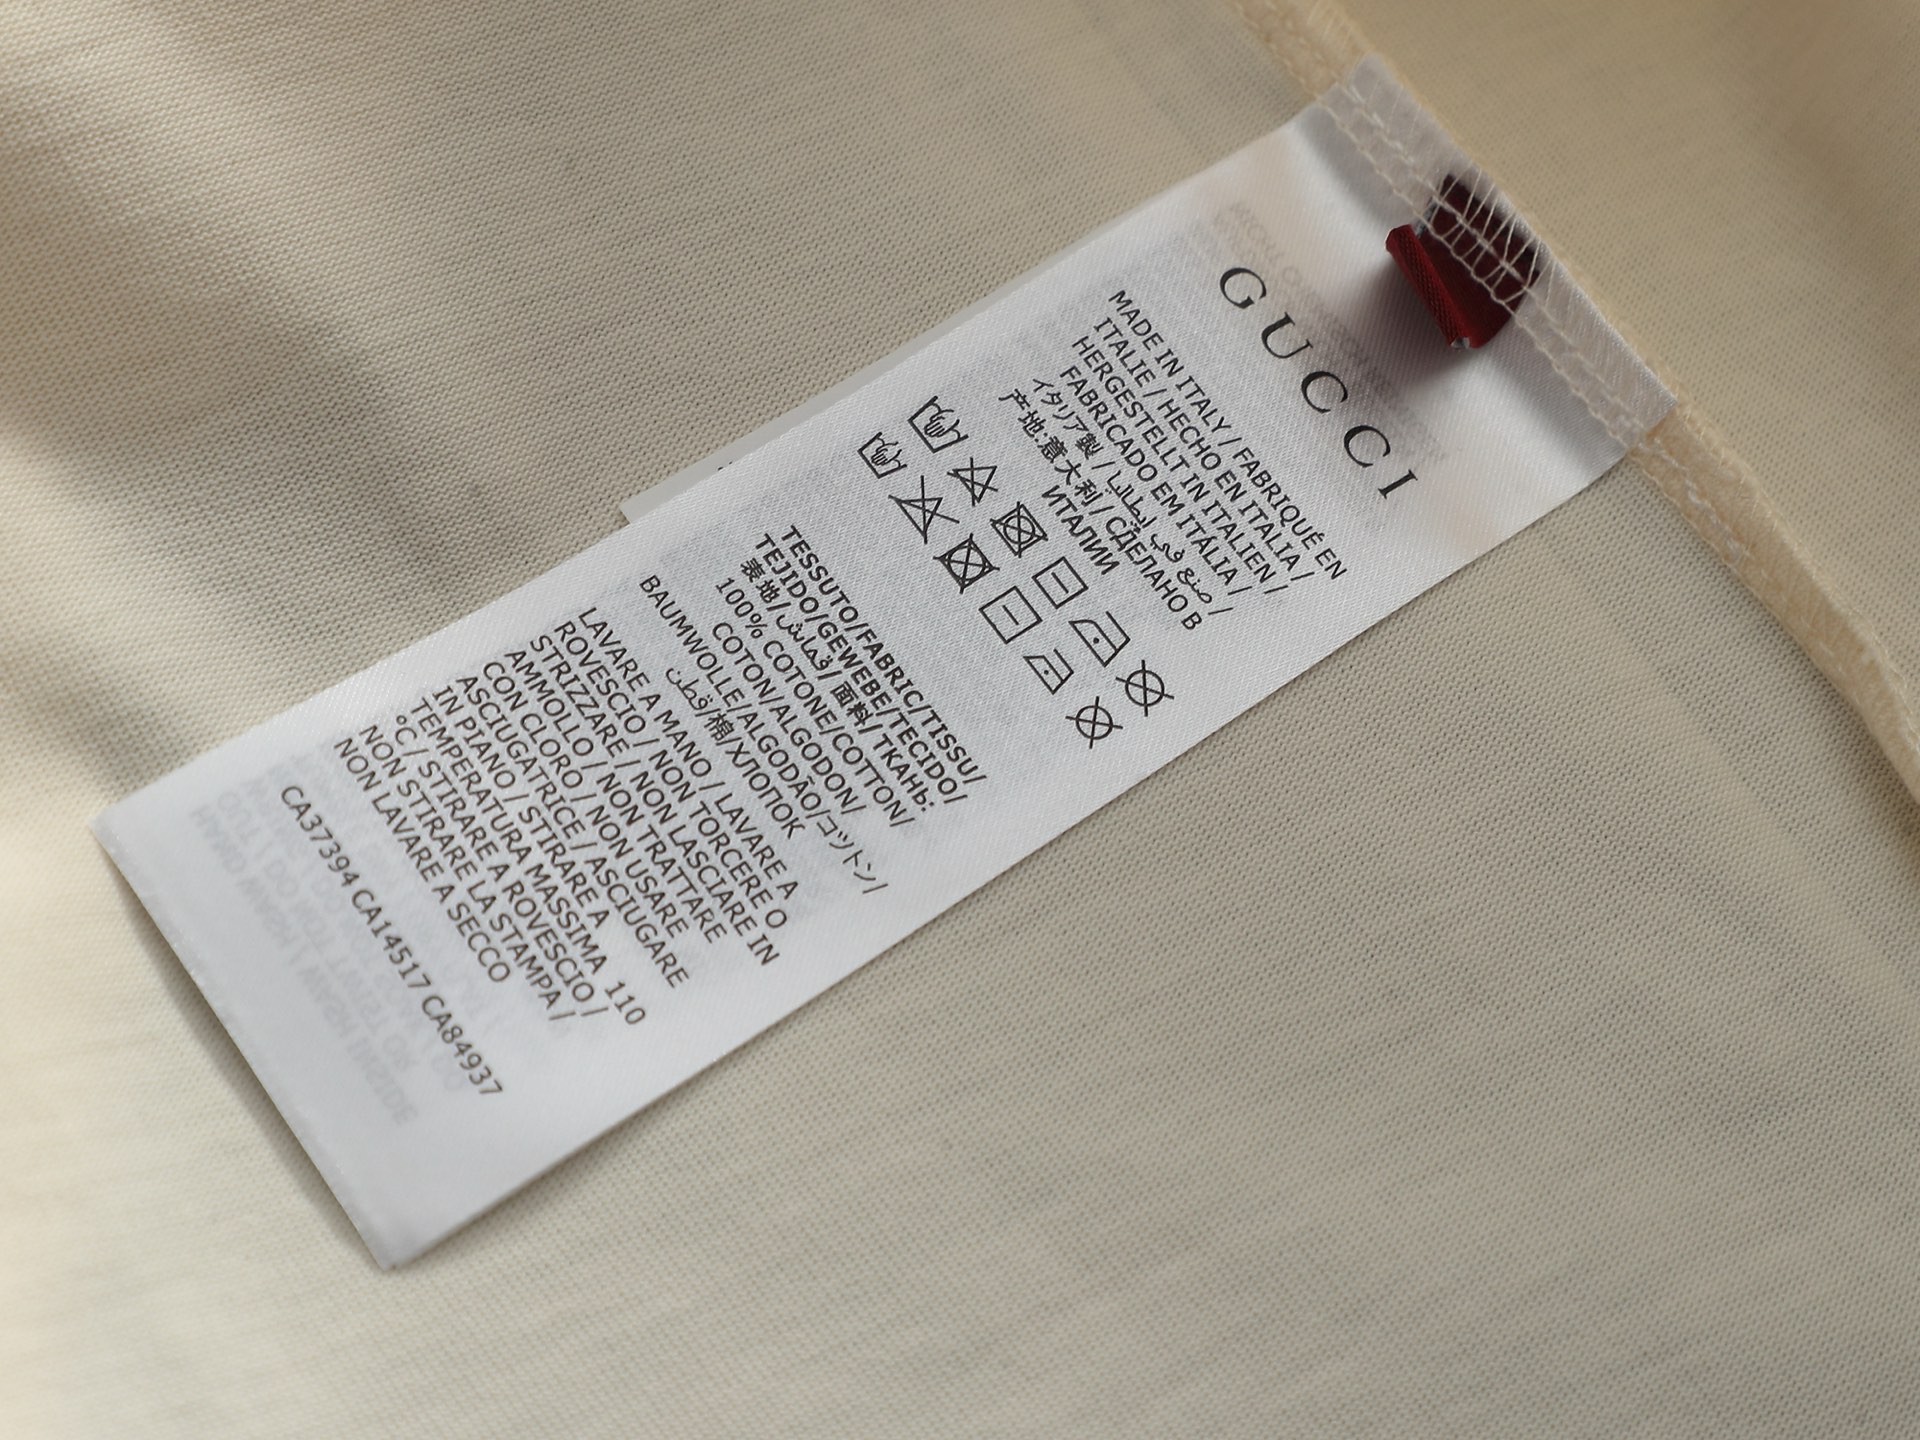 GUCCI
MADE IN ITALY / FABRIQUÉ EN
ITALIE / HECHO EN ITALIA /
HERGESTELLT IN ITALIEN /
FABRICADO EM ITÁLIA /
イタリア製 / صنع في إيطاليا /
产地:意大利 / СДЕЛАНО В
ИТАЛИИ
TESSUTO/FABRIC/TISSU/
TEJIDO/GEWEBE/TECIDO/
表地/قماش/ 面料/ ТКАНЬ:
100% COTONE/COTTON/
COTON/ALGODON/
BAUMWOLLE/ALGODÃO/コットン/
قطن/棉/ХЛОПОК
LAVARE A MANO / LAVARE A
ROVESCIO / NON TORCERE O
STRIZZARE / NON LASCIARE IN
AMMOLLO / NON TRATTARE
CON CLORO / NON USARE
ASCIUGATRICE / ASCIUGARE
IN PIANO / STIRARE A
TEMPERATURA MASSIMA 110
°C / STIRARE A ROVESCIO /
NON STIRARE LA STAMPA /
NON LAVARE A SECCO
CA37394 CA14517 CA84937